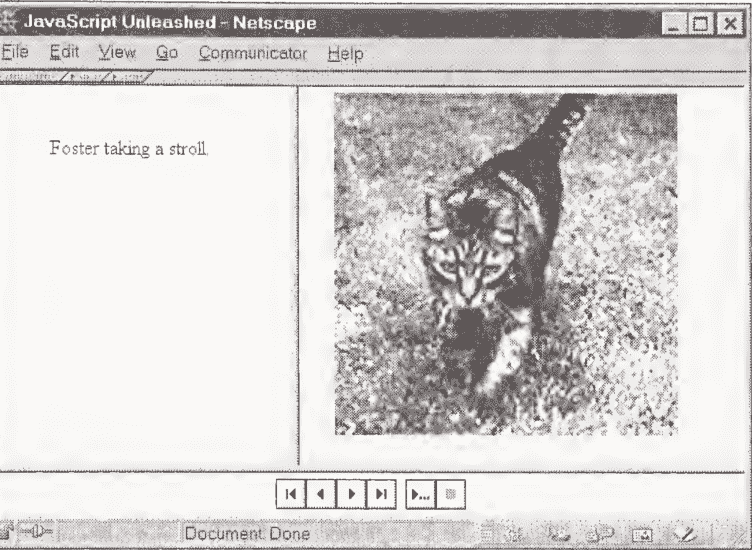 JavaScript Unleashed - Netscape
File Edit View Go Communicator Help
Foster taking a stroll.
Document: Done